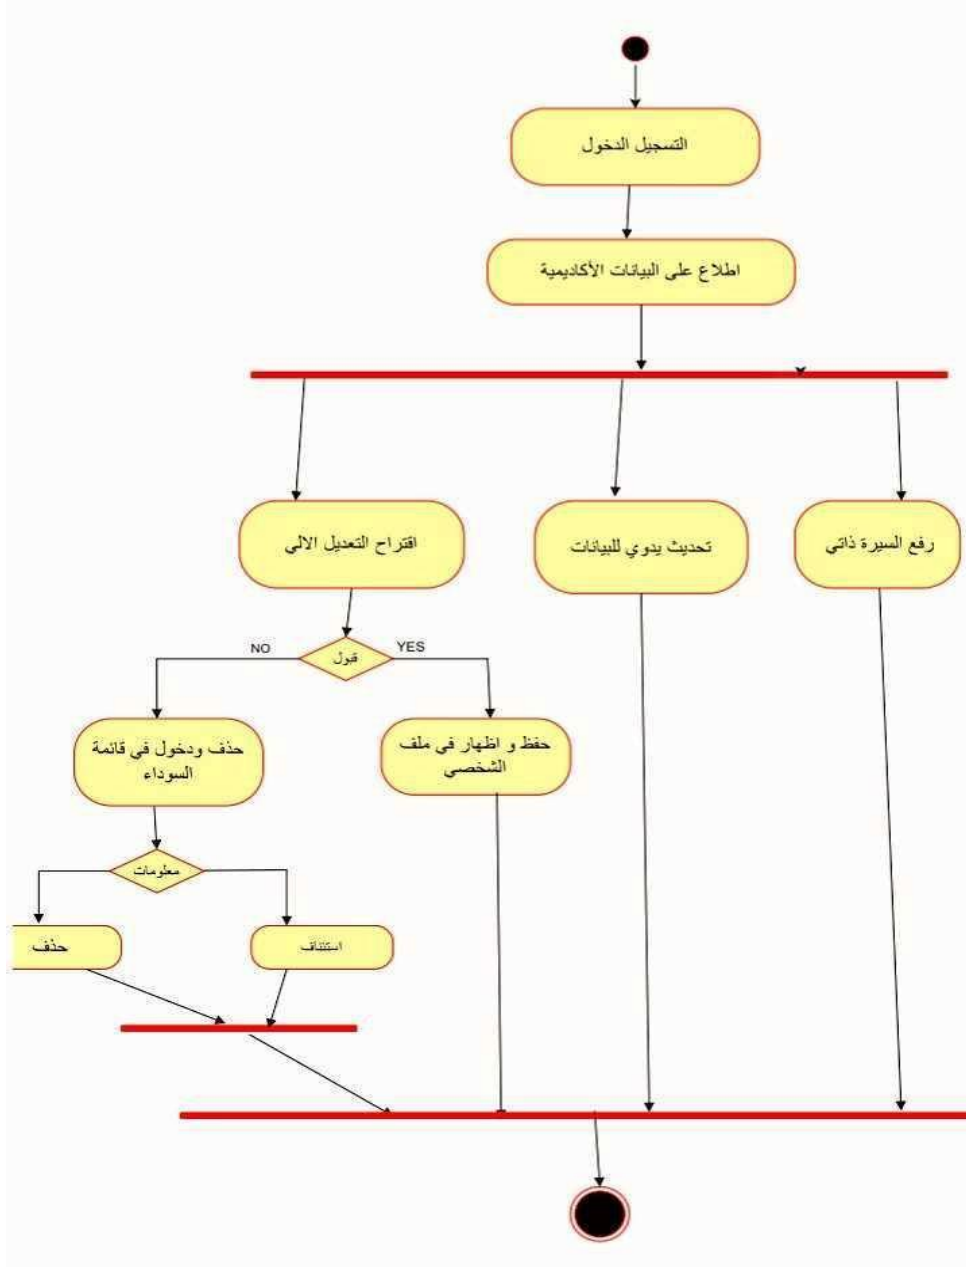 التسجيل الدخول
اطلاع على البيانات الأكاديمية
اقتراح التعديل الالي
تحديث يدوي للبيانات
رفع السيرة ذاتي
NO
قبول
YES
حذف ودخول في قائمة
السوداء
حفظ و اظهار في ملف
الشخصي
معلومات
حذف
استئناف